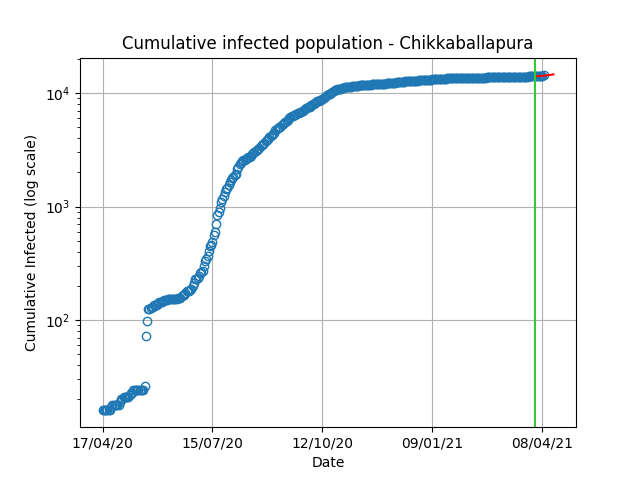 Cumulative infected population - Chikkaballapura
Cumulative Infected (log scale)
10^4
10^3
10^2
17/04/20 15/07/20 12/10/20 09/01/21 08/04/21
Date